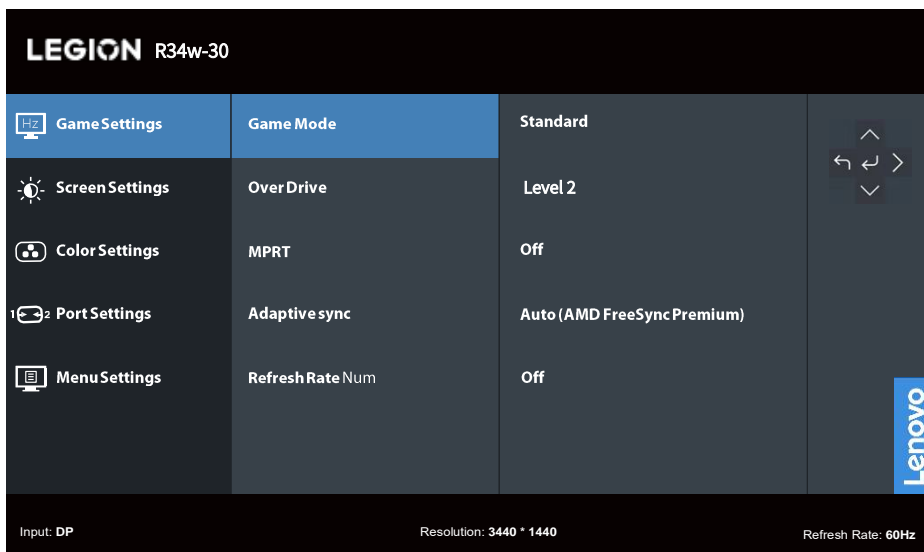 LEGION R34w-30
Hz Game Settings Game Mode Standard
Screen Settings Over Drive Level 2
Color Settings MPRT Off
1 2 Port Settings Adaptive sync Auto (AMD FreeSync Premium)
Menu Settings Refresh Rate Num Off
Lenovo
Input: DP Resolution: 3440 * 1440 Refresh Rate: 60Hz